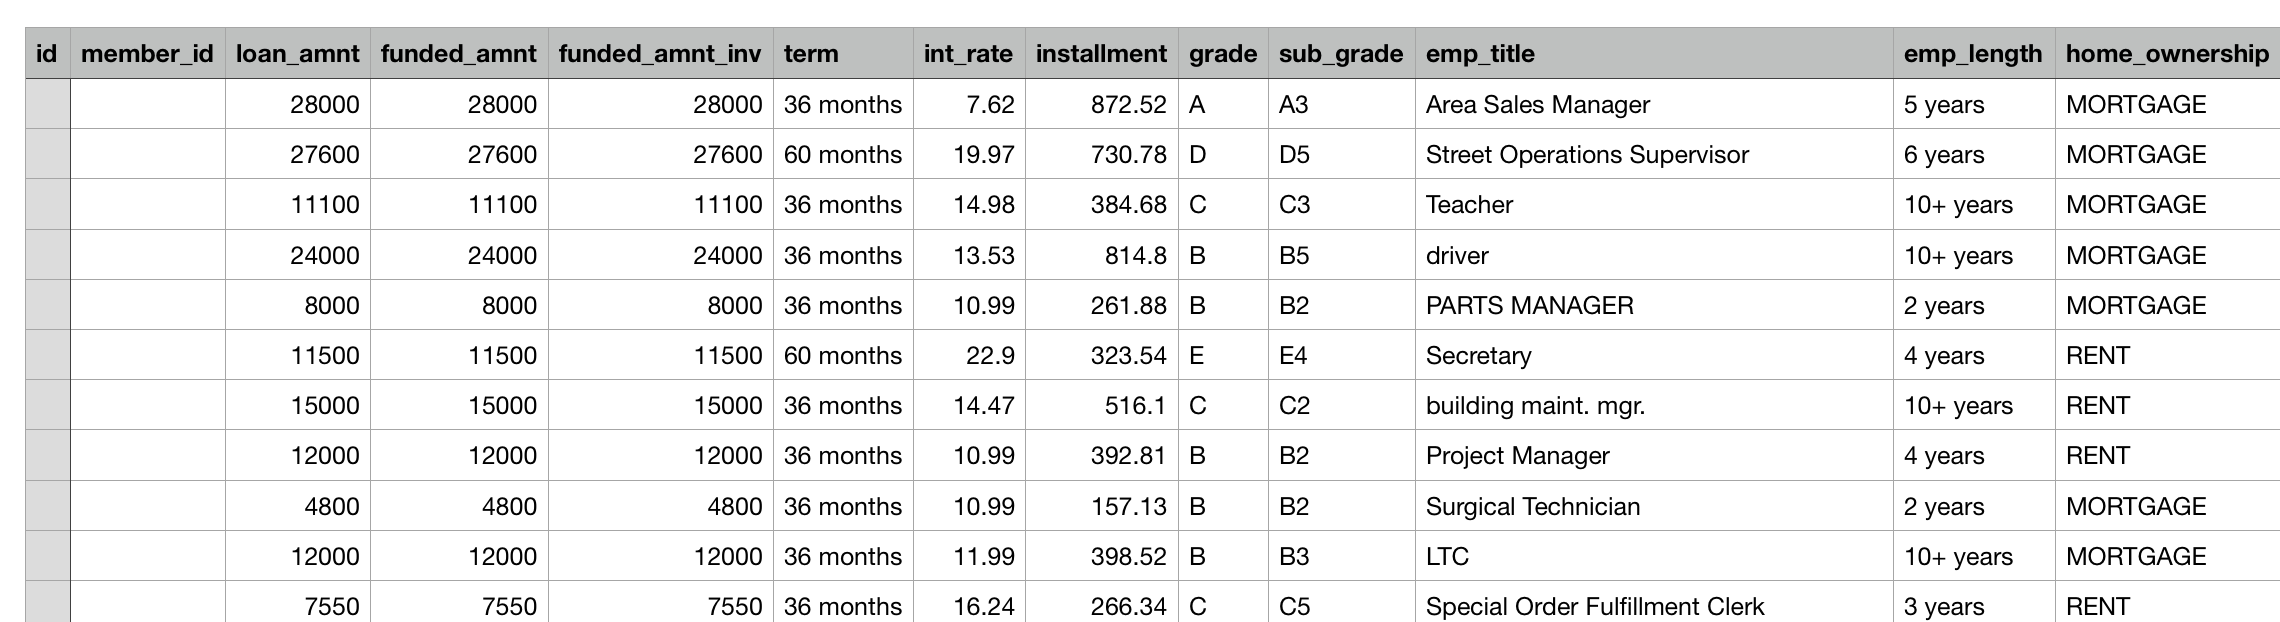 id member_id loan_amnt funded_amnt funded_amnt_inv term int_rate installment grade sub_grade emp_title emp_length home_ownership
28000 28000 28000 36 months 7.62 872.52 A A3 Area Sales Manager 5 years MORTGAGE
27600 27600 27600 60 months 19.97 730.78 D D5 Street Operations Supervisor 6 years MORTGAGE
11100 11100 11100 36 months 14.98 384.68 C C3 Teacher 10+ years MORTGAGE
24000 24000 24000 36 months 13.53 814.8 B B5 driver 10+ years MORTGAGE
8000 8000 8000 36 months 10.99 261.88 B B2 PARTS MANAGER 2 years MORTGAGE
11500 11500 11500 60 months 22.9 323.54 E E4 Secretary 4 years RENT
15000 15000 15000 36 months 14.47 516.1 C C2 building maint. mgr. 10+ years RENT
12000 12000 12000 36 months 10.99 392.81 B B2 Project Manager 4 years RENT
4800 4800 4800 36 months 10.99 157.13 B B2 Surgical Technician 2 years MORTGAGE
12000 12000 12000 36 months 11.99 398.52 B B3 LTC 10+ years MORTGAGE
7550 7550 7550 36 months 16.24 266.34 C C5 Special Order Fulfillment Clerk 3 years RENT